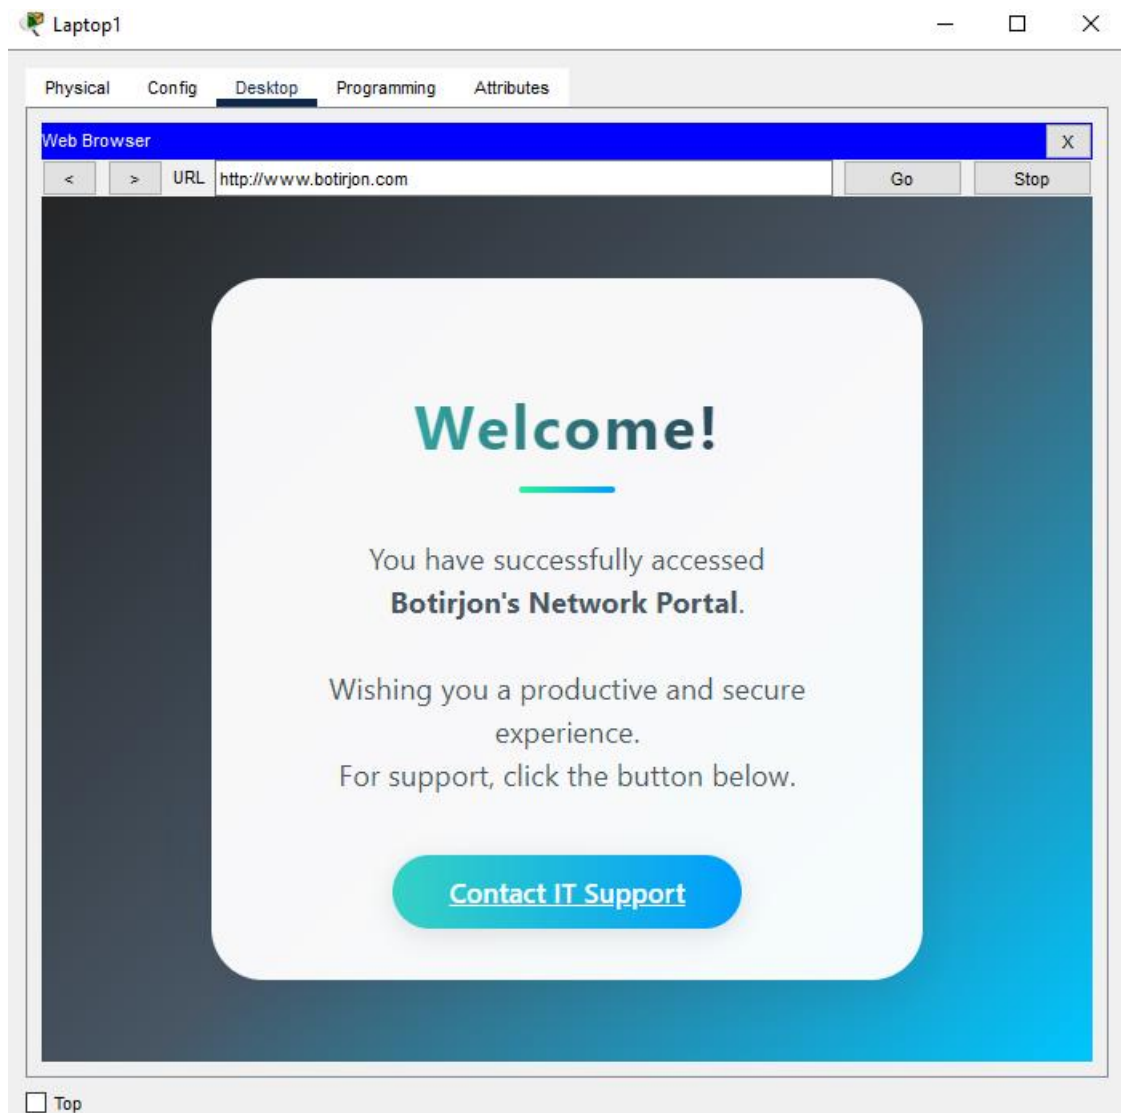 Laptop1
Physical Config Desktop Programming Attributes
Web Browser X
< > URL http://www.botirjon.com Go Stop
Welcome!
You have successfully accessed
Botirjon's Network Portal.
Wishing you a productive and secure
experience.
For support, click the button below.
Contact IT Support
Top